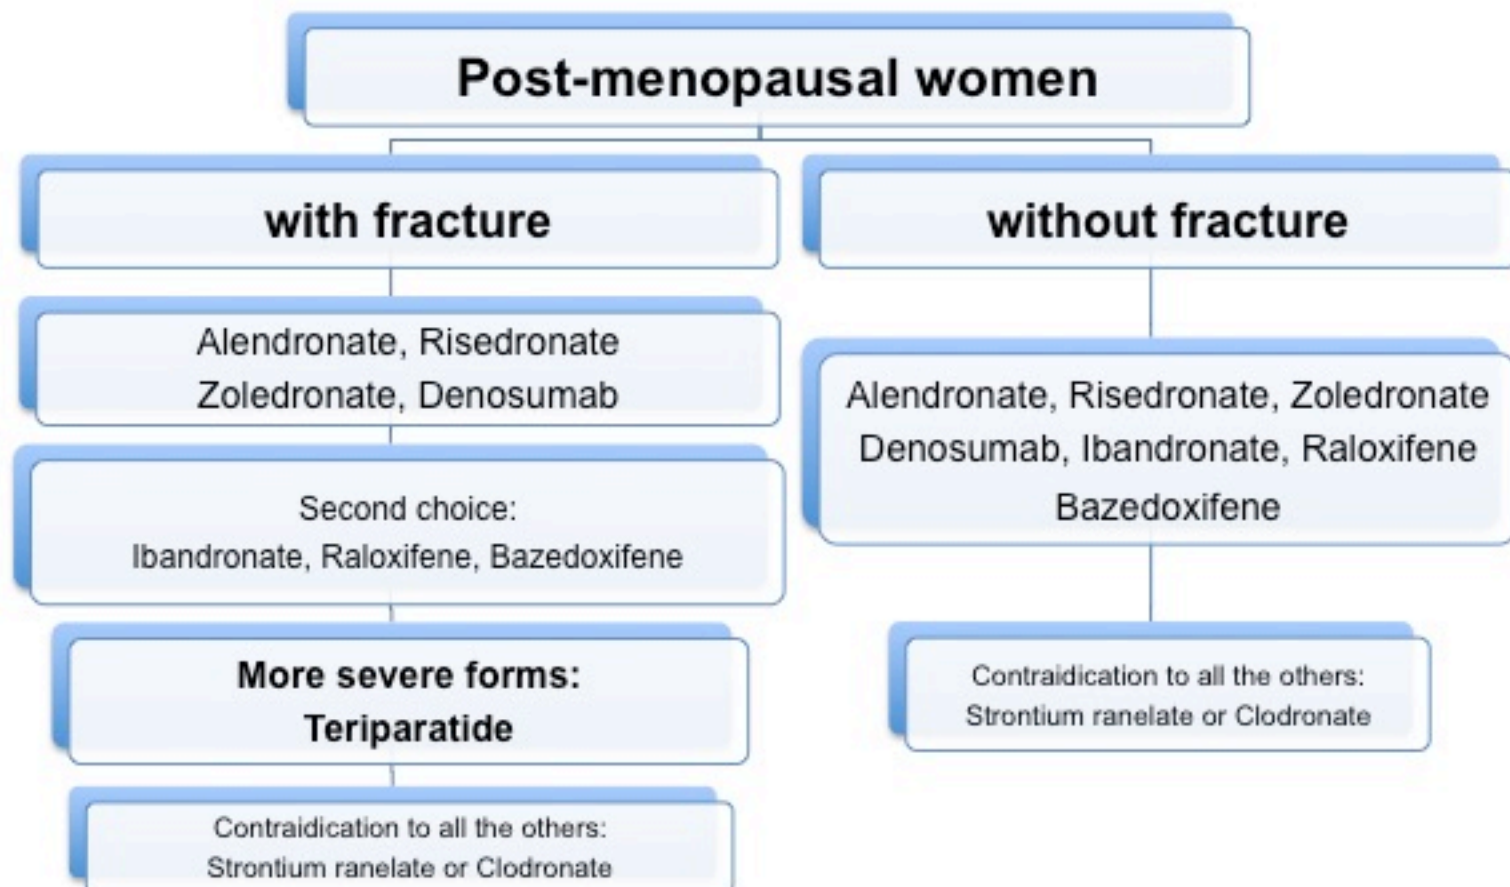 Post-menopausal women
with fracture
Alendronate, Risedronate
Zoledronate, Denosumab
Second choice:
Ibandronate, Raloxifene, Bazedoxifene
More severe forms:
Teriparatide
Contraidication to all the others:
Strontium ranelate or Clodronate
without fracture
Alendronate, Risedronate, Zoledronate
Denosumab, Ibandronate, Raloxifene
Bazedoxifene
Contraidication to all the others:
Strontium ranelate or Clodronate